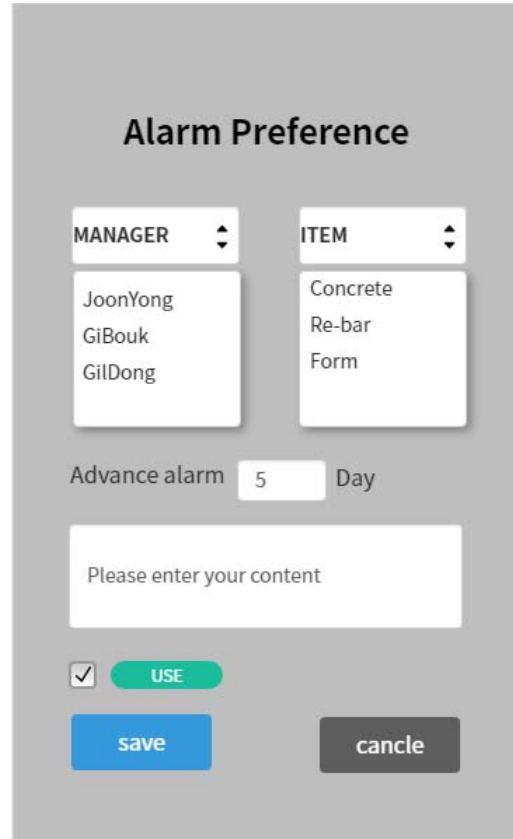 Alarm Preference
MANAGER
ITEM
JoonYong
GiBouk
GilDong
Concrete
Re-bar
Form
Advance alarm 5 Day
Please enter your content
USE
save
cancle